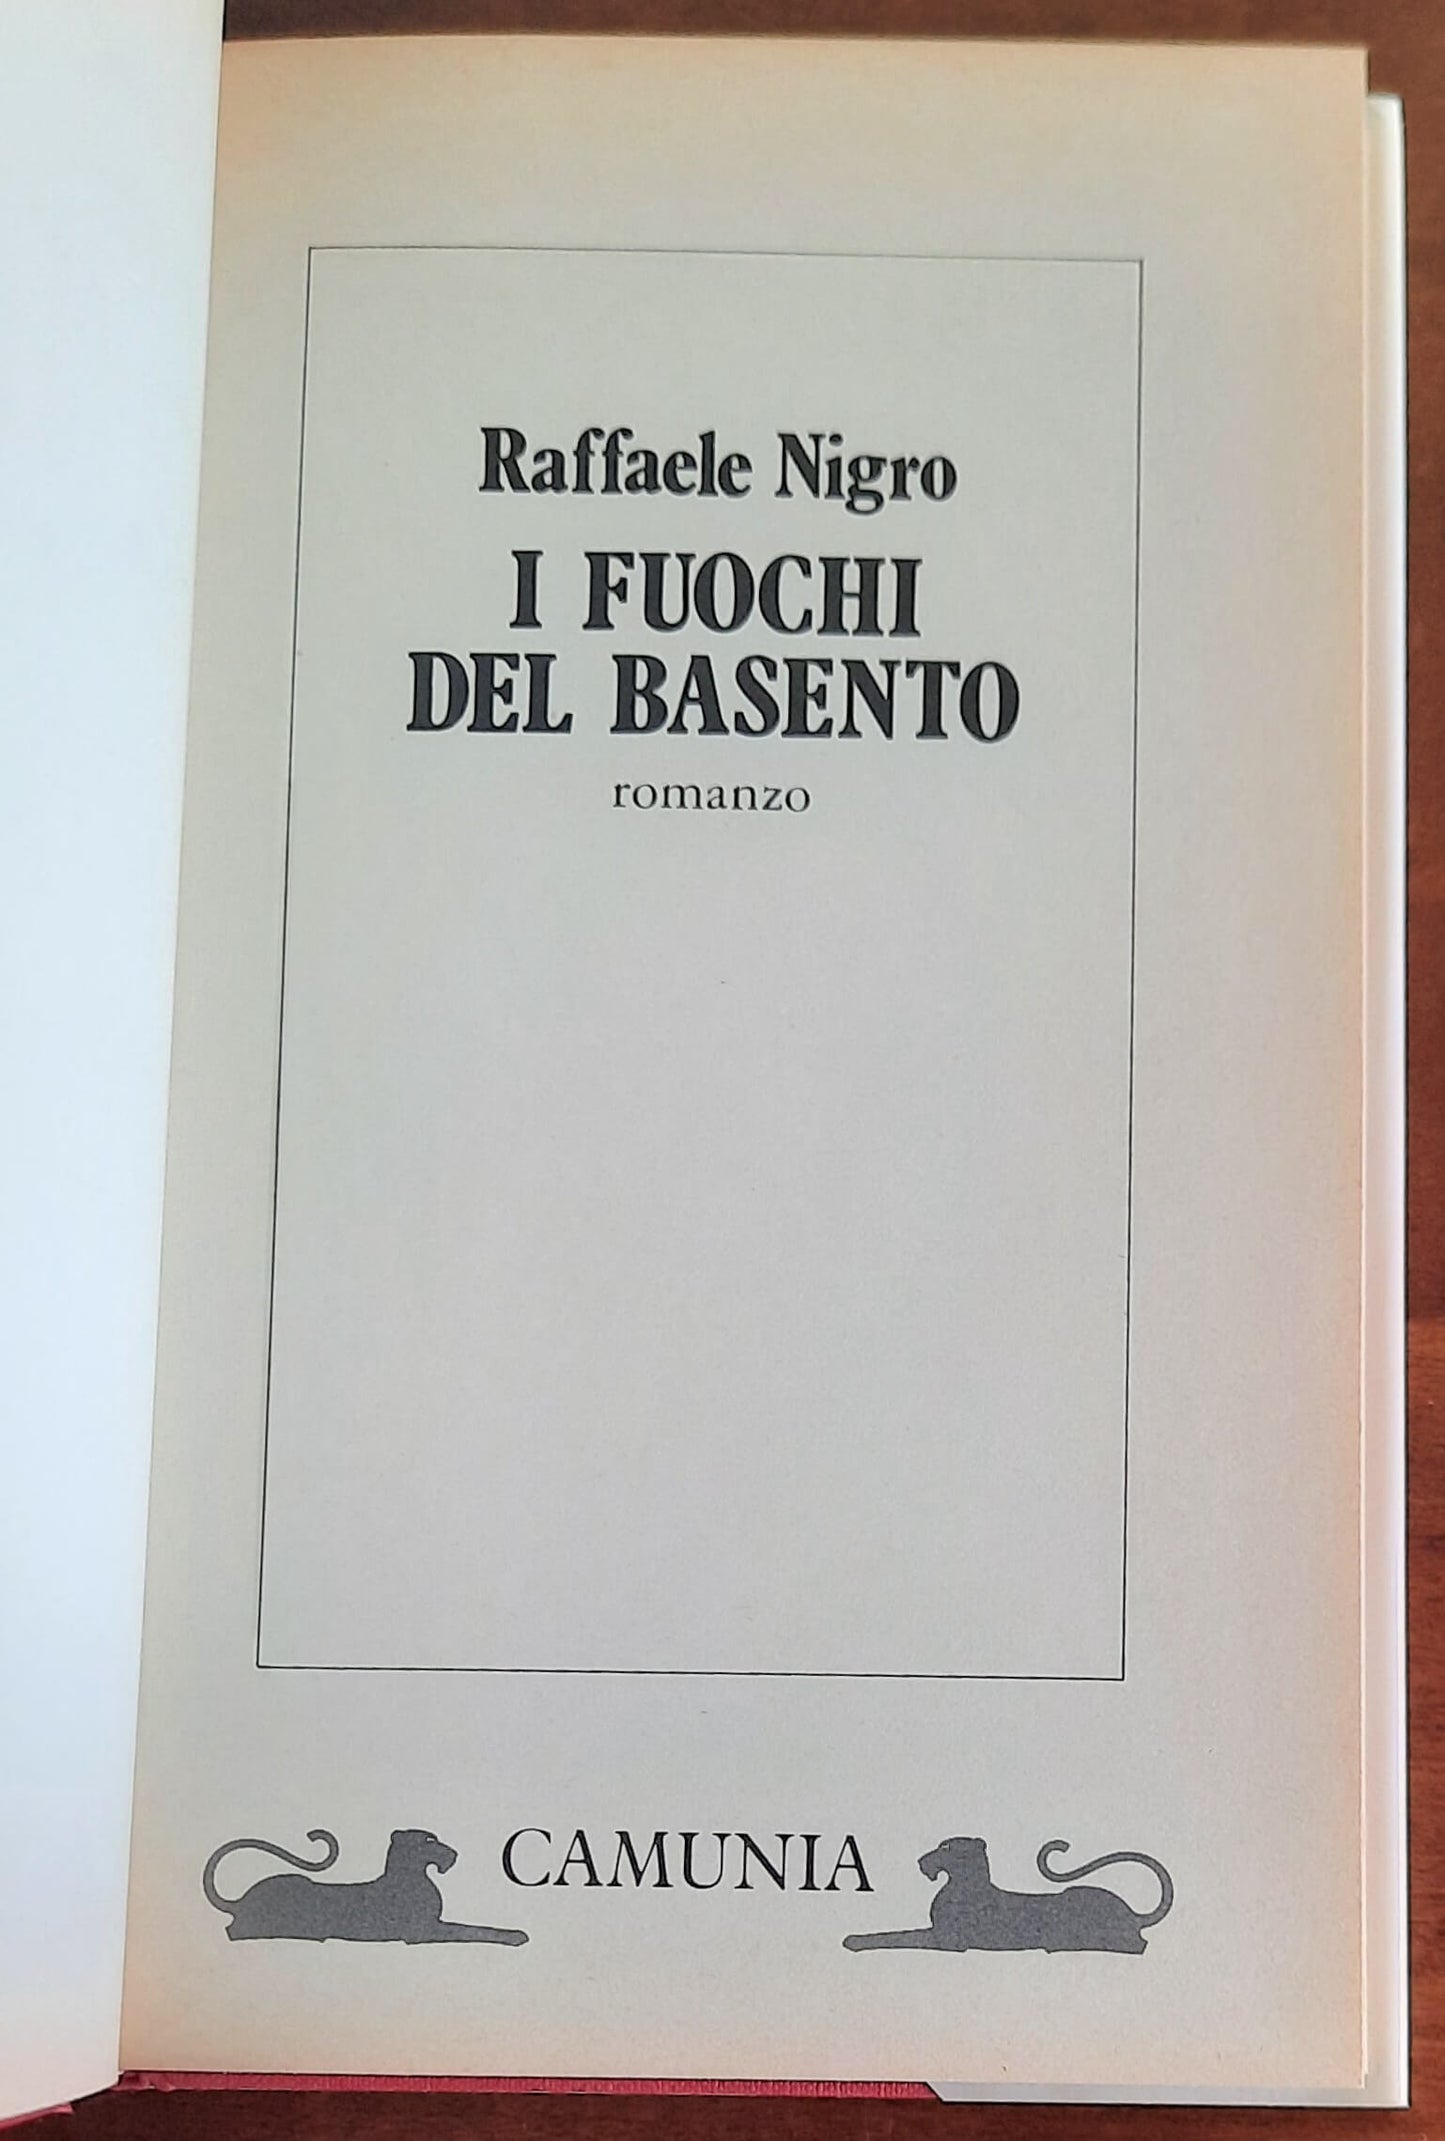 Raffaele Nigro
I FUOCHI
DEL BASENTO
romanzo
CAMUNIA